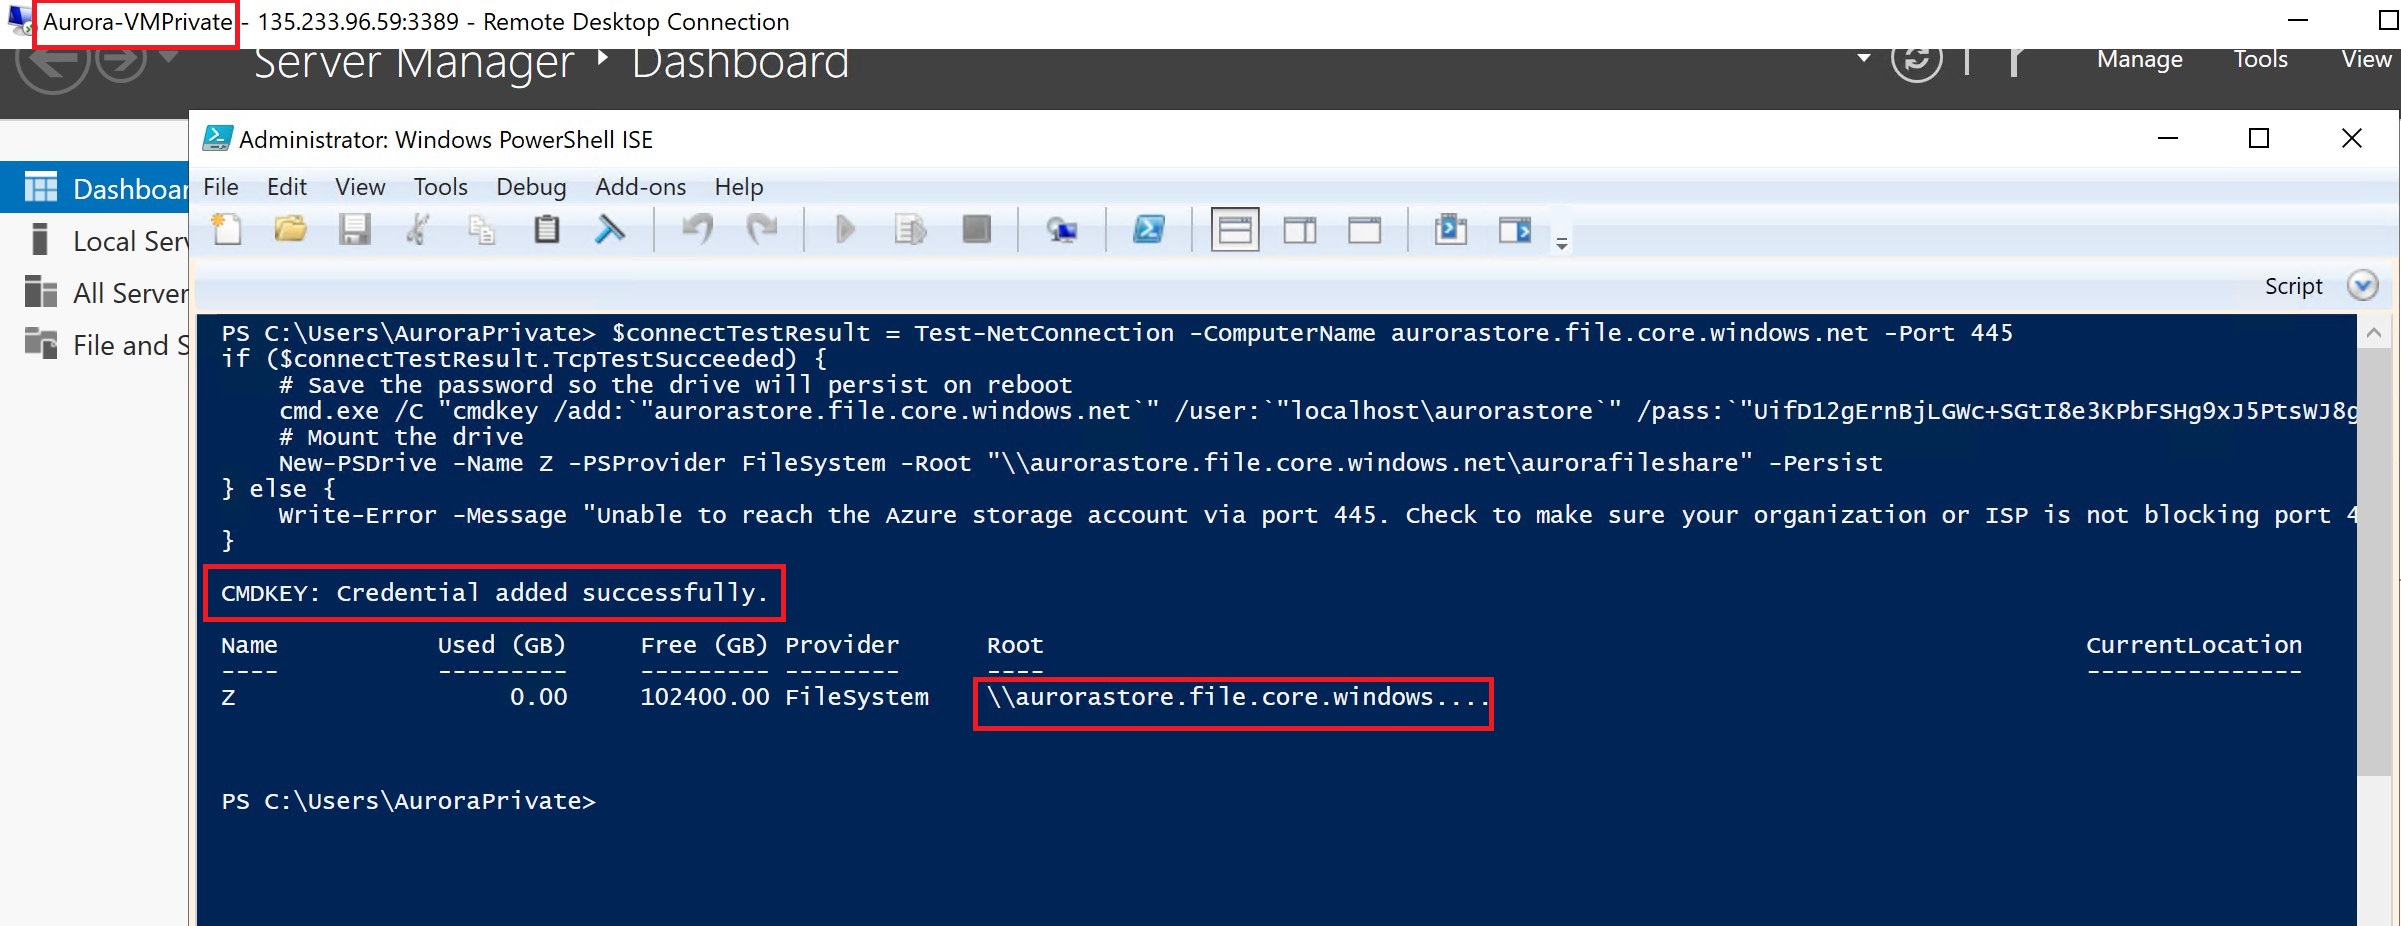 Aurora-VMPrivate - 135.233.96.59:3389 - Remote Desktop Connection
Server Manager ‣ Dashboard
Manage Tools View
Administrator: Windows PowerShell ISE
Dashboar
Local Serv
All Server
File and S
File Edit View Tools Debug Add-ons Help
Script
PS C:\Users\AuroraPrivate> $connectTestResult = Test-NetConnection -ComputerName aurorastore.file.core.windows.net -Port 445
if ($connectTestResult.TcpTestSucceeded) {
    # Save the password so the drive will persist on reboot
    cmd.exe /C "cmdkey /add:`"aurorastore.file.core.windows.net`" /user:`"localhost\aurorastore`" /pass:`"UifD12gErnBjLGWc+SGtI8e3KPbFSHg9xJ5PtsWJ8g
    # Mount the drive
    New-PSDrive -Name Z -PSProvider FileSystem -Root "\\aurorastore.file.core.windows.net\aurorafileshare" -Persist
} else {
    Write-Error -Message "Unable to reach the Azure storage account via port 445. Check to make sure your organization or ISP is not blocking port 4
}
CMDKEY: Credential added successfully.
Name Used (GB) Free (GB) Provider Root CurrentLocation
---- --------- --------- -------- ---- ---------------
Z 0.00 102400.00 FileSystem \\aurorastore.file.core.windows....
PS C:\Users\AuroraPrivate>